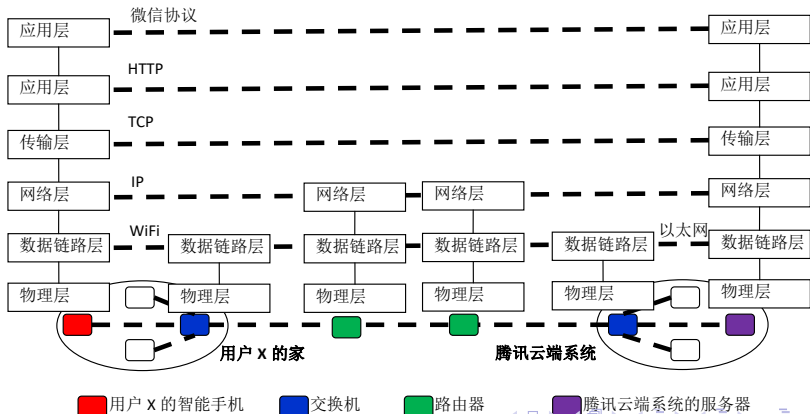 微信协议
应用层
应用层
HTTP
应用层
应用层
TCP
传输层
传输层
IP
网络层
网络层
网络层
网络层
WiFi
以太网
数据链路层
数据链路层
数据链路层
数据链路层
数据链路层
数据链路层
物理层
物理层
物理层
物理层
物理层
物理层
用户 X 的家
腾讯云端系统
用户 X 的智能手机
交换机
路由器
腾讯云端系统的服务器